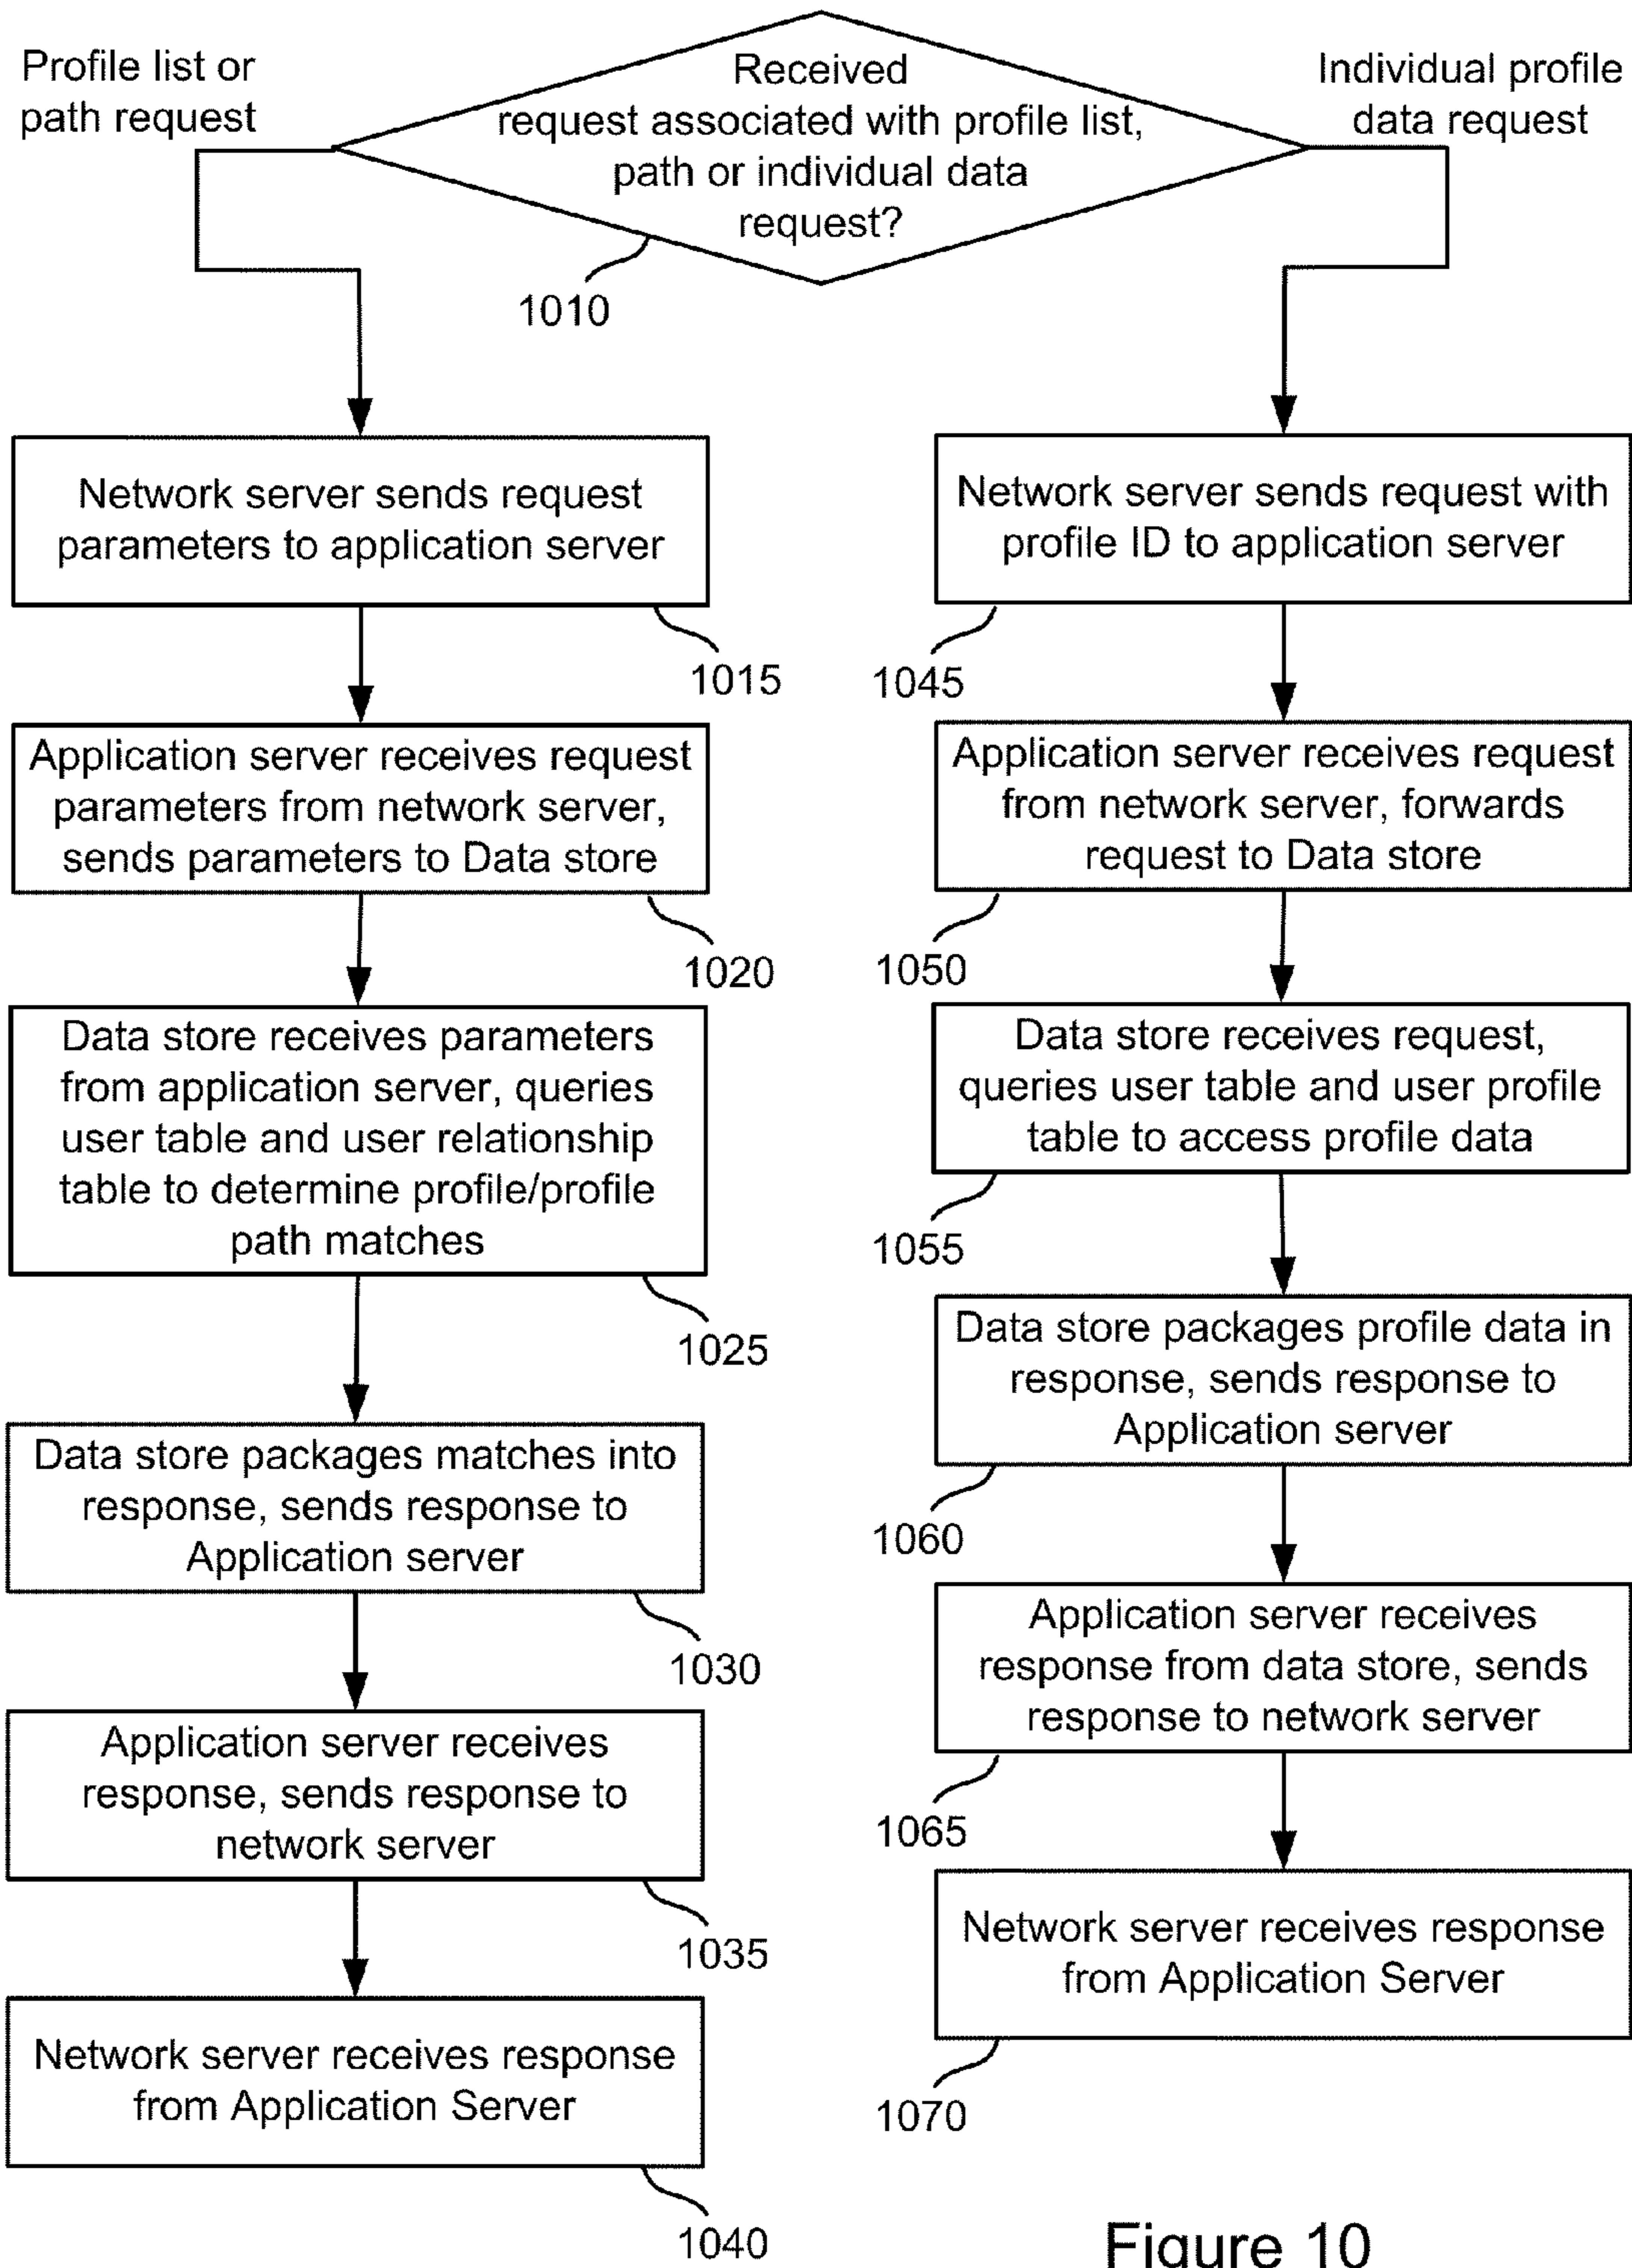 Profile list or
path request
Received
request associated with profile list,
path or individual data
request?
Individual profile
data request
1010
Network server sends request
parameters to application server
1015
Application server receives request
parameters from network server,
sends parameters to Data store
1020
Data store receives parameters
from application server, queries
user table and user relationship
table to determine profile/profile
path matches
1025
Data store packages matches into
response, sends response to
Application server
1030
Application server receives
response, sends response to
network server
1035
Network server receives response
from Application Server
1040
Network server sends request with
profile ID to application server
1045
Application server receives request
from network server, forwards
request to Data store
1050
Data store receives request,
queries user table and user profile
table to access profile data
1055
Data store packages profile data in
response, sends response to
Application server
1060
Application server receives
response from data store, sends
response to network server
1065
Network server receives response
from Application Server
1070
Figure 10